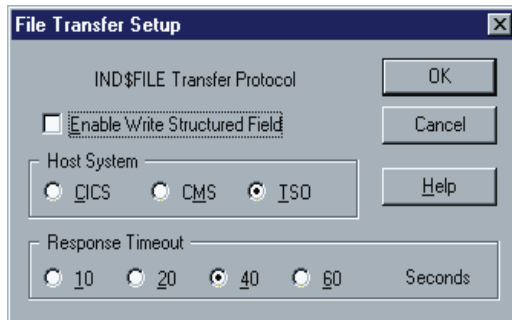 File Transfer Setup
IND$FILE Transfer Protocol
OK
Enable Write Structured Field
Cancel
Host System
CICS CMS TSO
Help
Response Timeout
10 20 40 60 Seconds